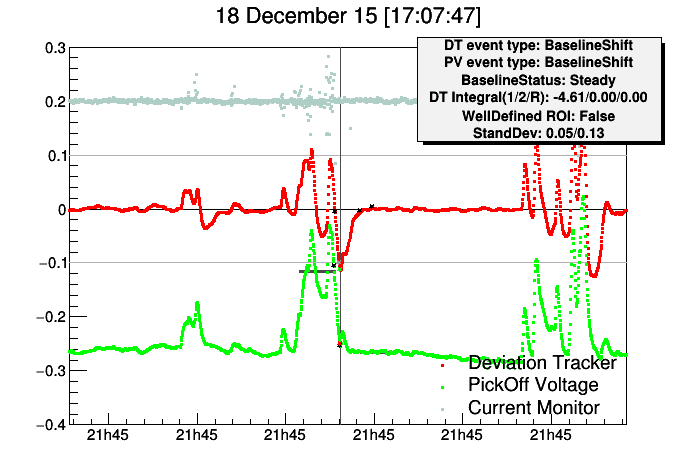 18 December 15 [17:07:47]
DT event type: BaselineShift
PV event type: BaselineShift
BaselineStatus: Steady
DT Integral(1/2/R): -4.61/0.00/0.00
WellDefined ROI: False
StandDev: 0.05/0.13
0.3
0.2
0.1
0
−0.1
−0.2
−0.3
−0.4
Deviation Tracker
PickOff Voltage
Current Monitor
21h45 21h45 21h45 21h45 21h45 21h45